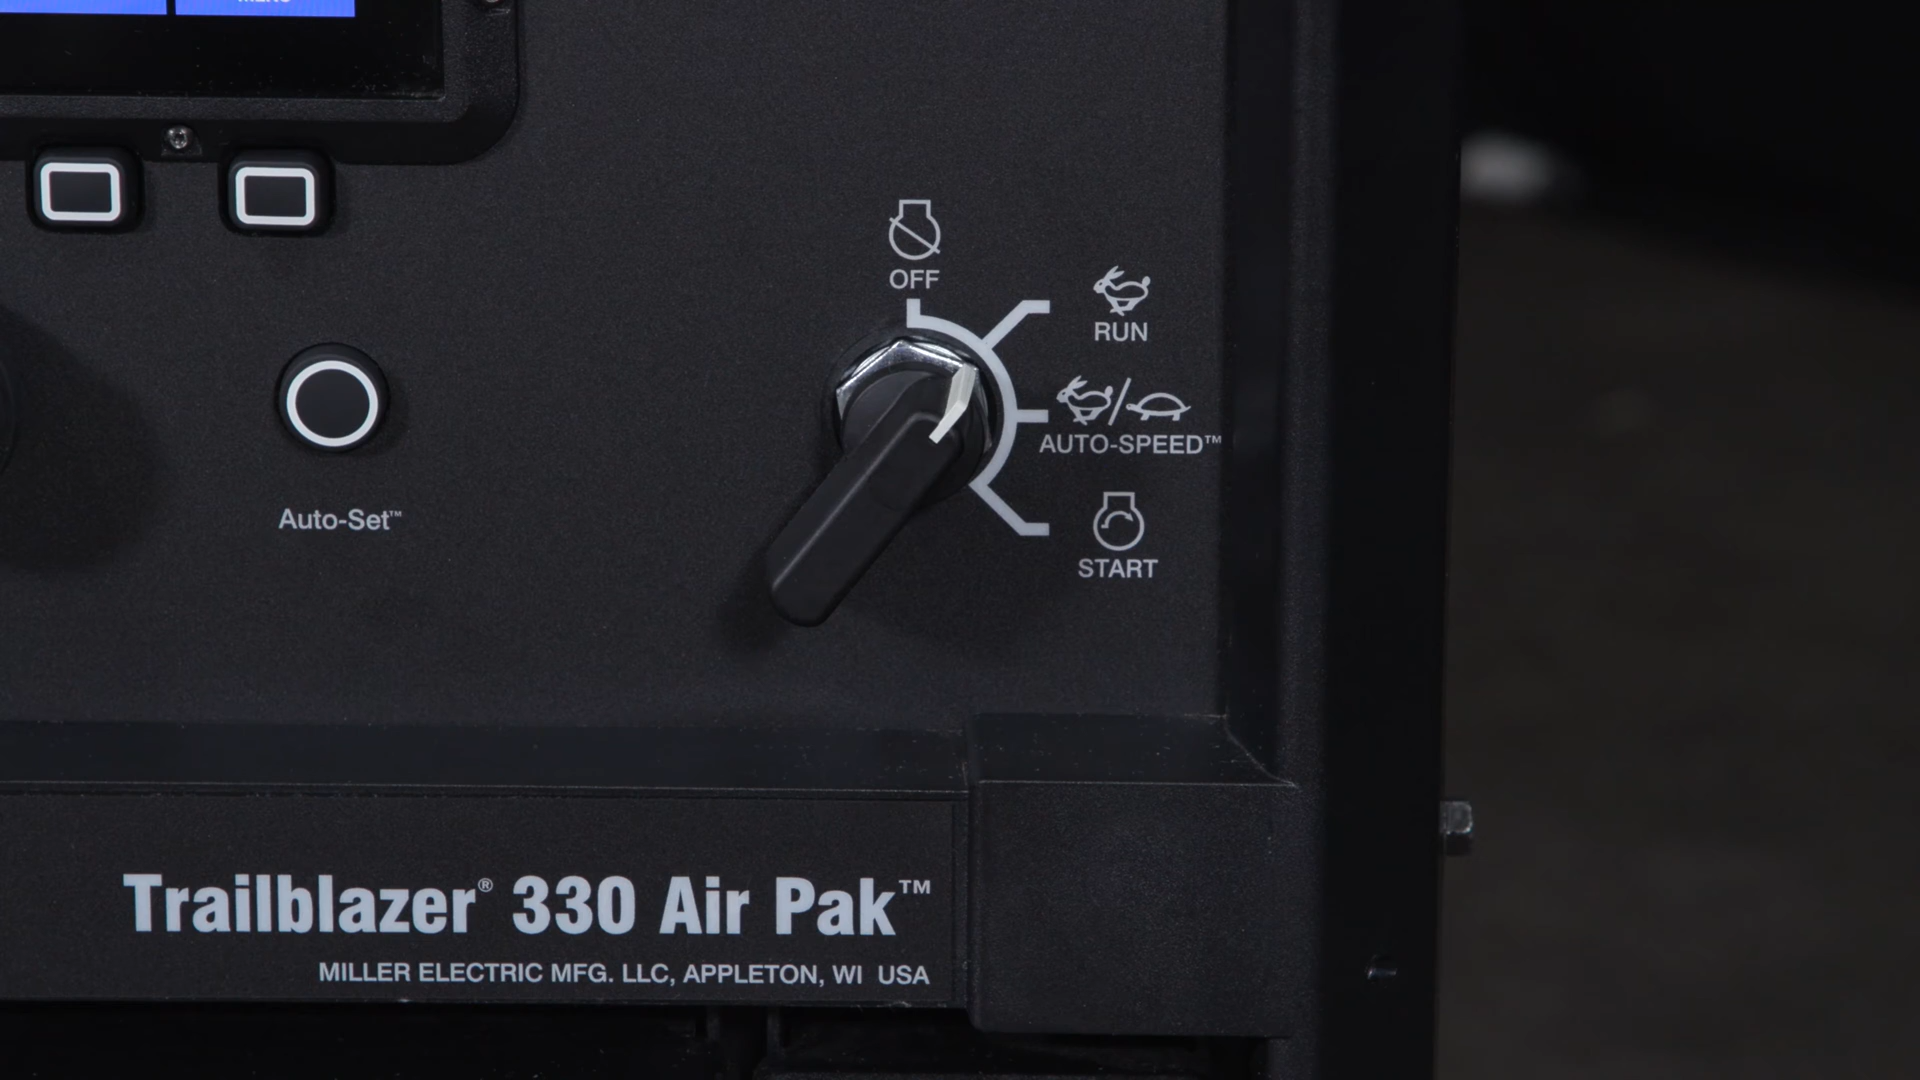 OFF
RUN
AUTO-SPEED™
Auto-Set™
START
Trailblazer® 330 Air Pak™
MILLER ELECTRIC MFG. LLC, APPLETON, WI USA